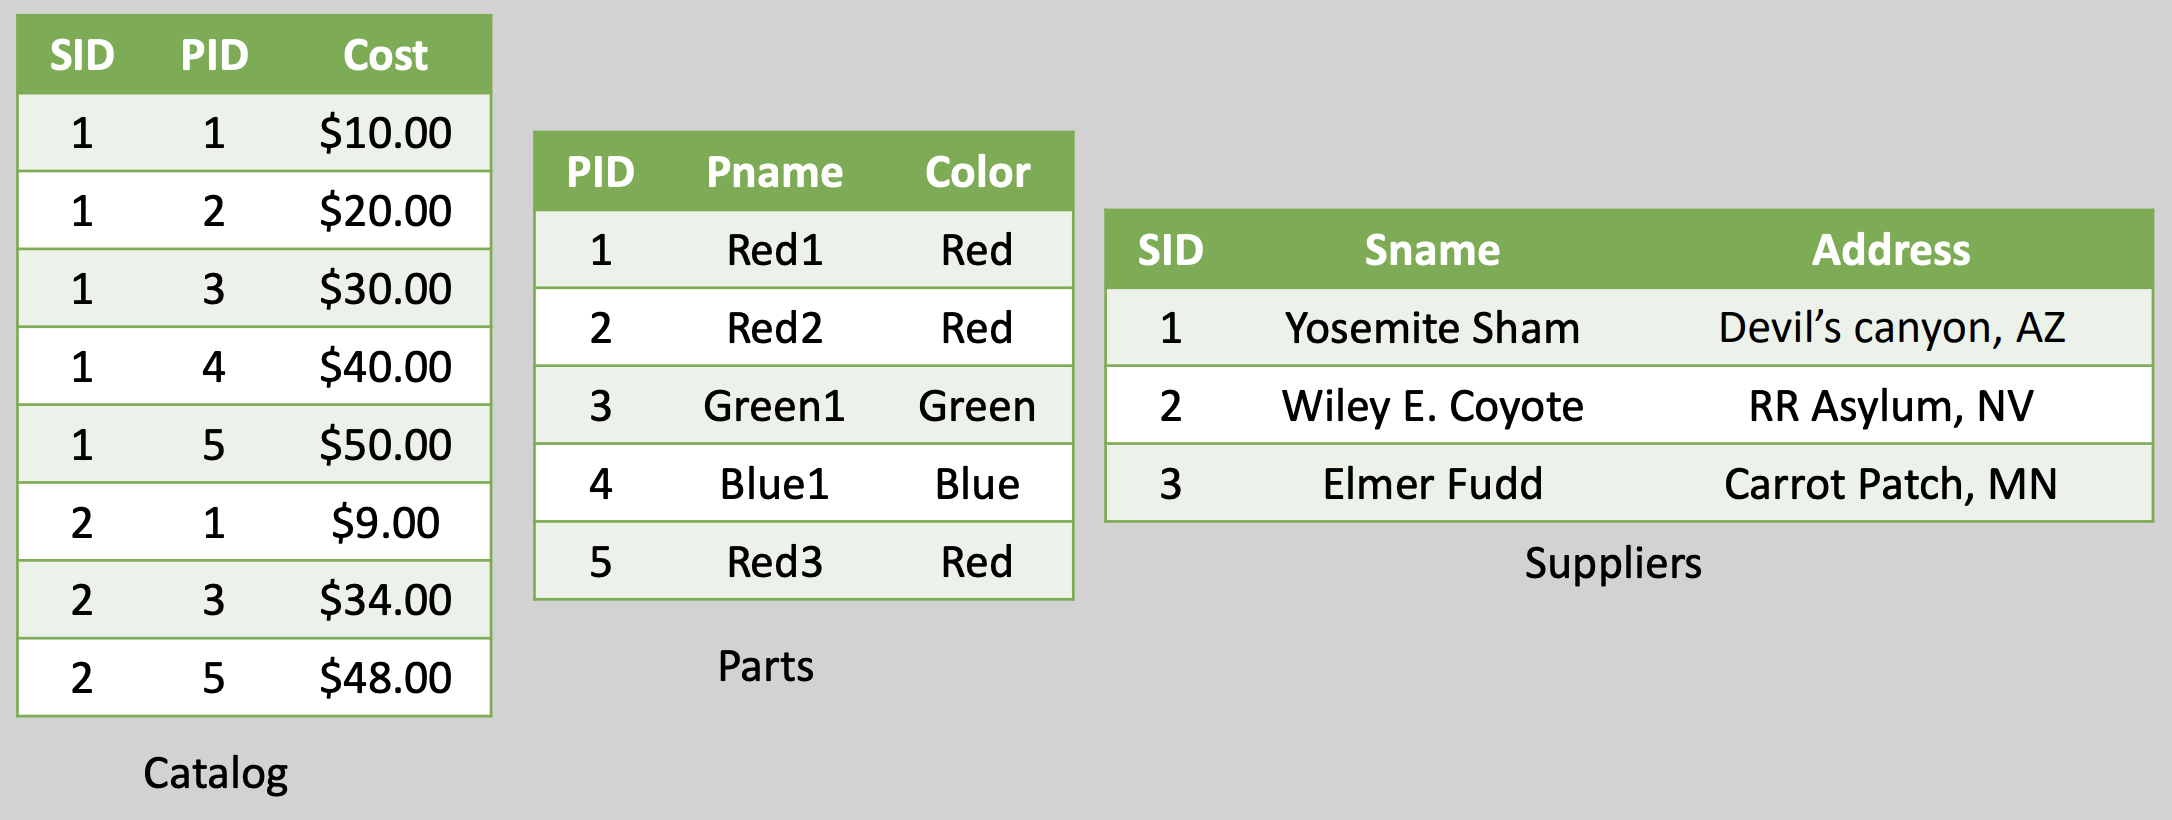 SID PID Cost
1 1 $10.00
1 2 $20.00
1 3 $30.00
1 4 $40.00
1 5 $50.00
2 1 $9.00
2 3 $34.00
2 5 $48.00
Catalog
PID Pname Color
1 Red1 Red
2 Red2 Red
3 Green1 Green
4 Blue1 Blue
5 Red3 Red
Parts
SID Sname Address
1 Yosemite Sham Devil’s canyon, AZ
2 Wiley E. Coyote RR Asylum, NV
3 Elmer Fudd Carrot Patch, MN
Suppliers